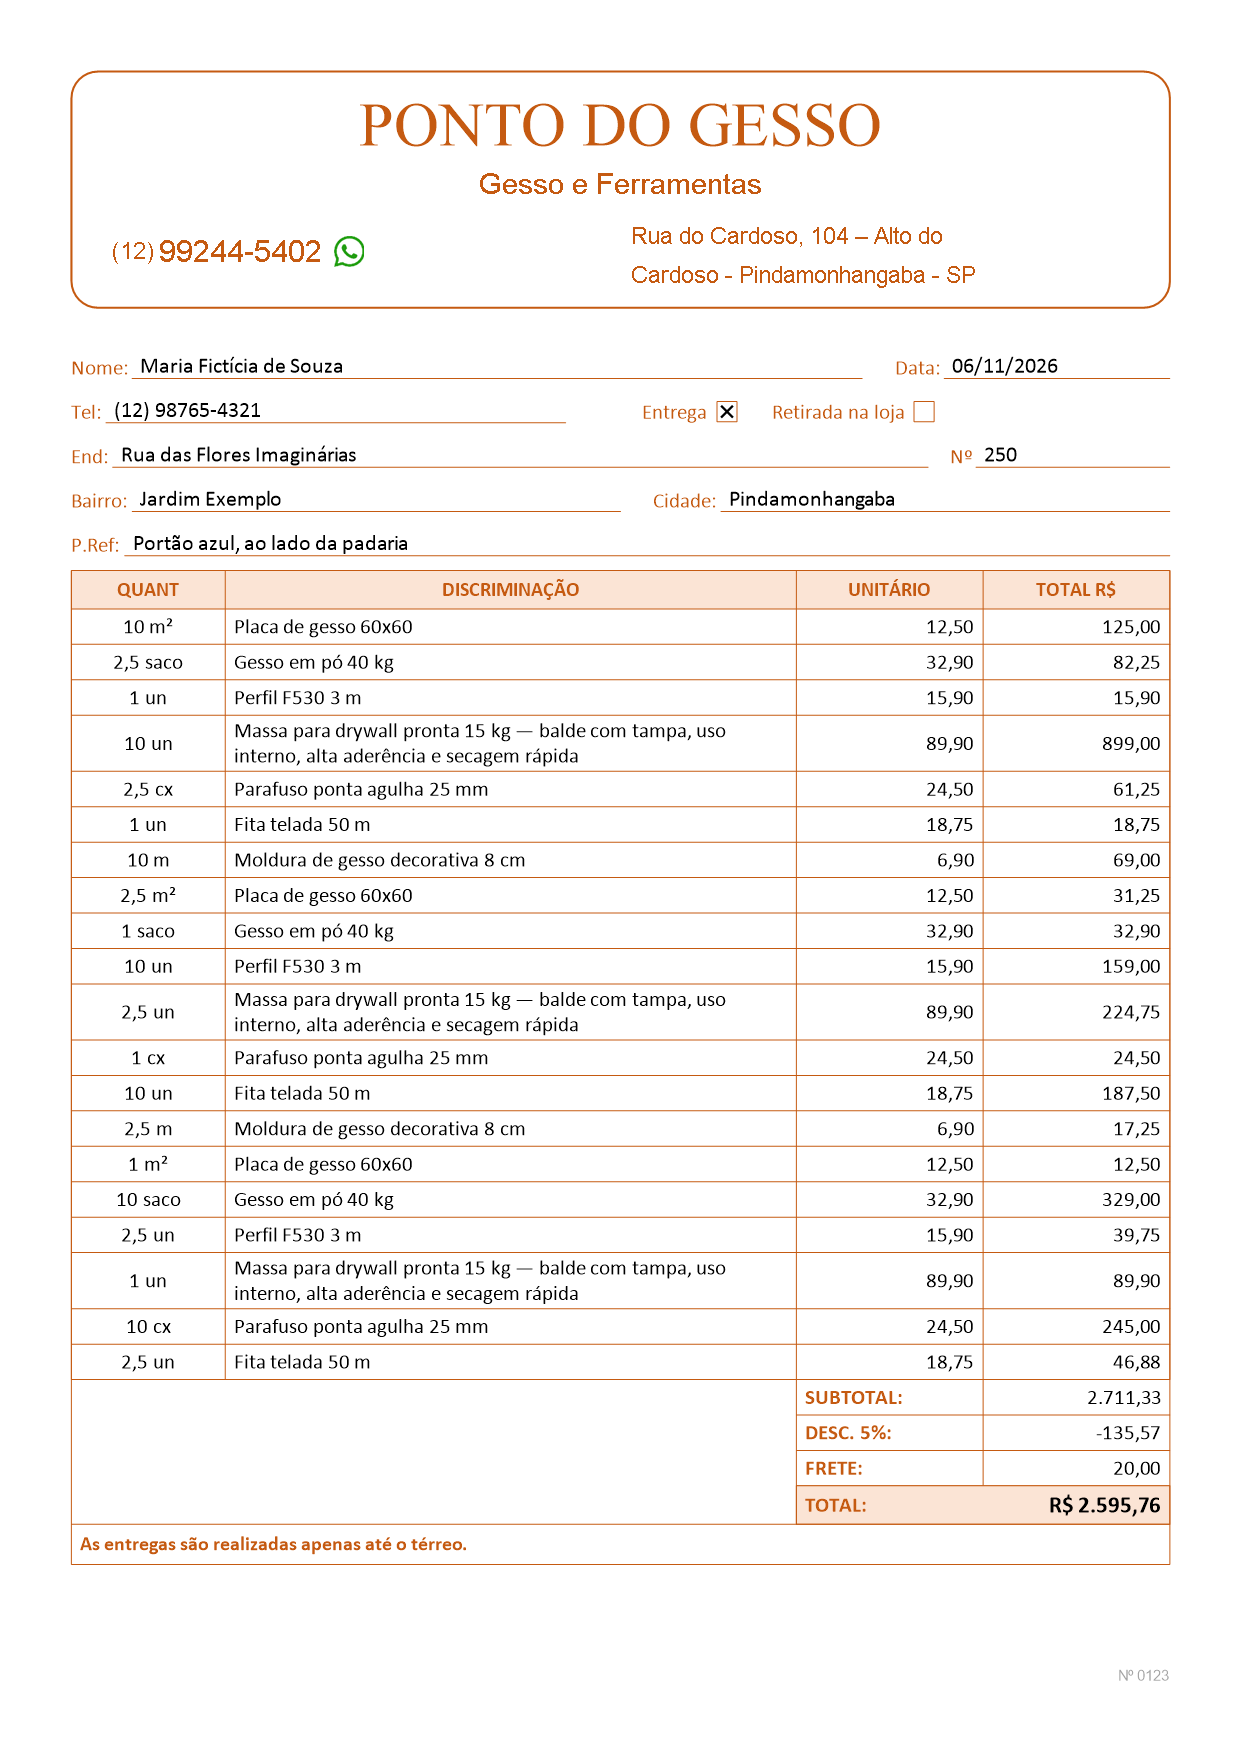 PONTO DO GESSO
Gesso e Ferramentas
(12) 99244-5402
Rua do Cardoso, 104 – Alto do
Cardoso - Pindamonhangaba - SP
Nome: Maria Fictícia de Souza Data: 06/11/2026
Tel: (12) 98765-4321 Entrega ☒ Retirada na loja ☐
End: Rua das Flores Imaginárias Nº 250
Bairro: Jardim Exemplo Cidade: Pindamonhangaba
P.Ref: Portão azul, ao lado da padaria
QUANT DISCRIMINAÇÃO UNITÁRIO TOTAL R$
10 m² Placa de gesso 60x60 12,50 125,00
2,5 saco Gesso em pó 40 kg 32,90 82,25
1 un Perfil F530 3 m 15,90 15,90
10 un Massa para drywall pronta 15 kg — balde com tampa, uso
interno, alta aderência e secagem rápida 89,90 899,00
2,5 cx Parafuso ponta agulha 25 mm 24,50 61,25
1 un Fita telada 50 m 18,75 18,75
10 m Moldura de gesso decorativa 8 cm 6,90 69,00
2,5 m² Placa de gesso 60x60 12,50 31,25
1 saco Gesso em pó 40 kg 32,90 32,90
10 un Perfil F530 3 m 15,90 159,00
2,5 un Massa para drywall pronta 15 kg — balde com tampa, uso
interno, alta aderência e secagem rápida 89,90 224,75
1 cx Parafuso ponta agulha 25 mm 24,50 24,50
10 un Fita telada 50 m 18,75 187,50
2,5 m Moldura de gesso decorativa 8 cm 6,90 17,25
1 m² Placa de gesso 60x60 12,50 12,50
10 saco Gesso em pó 40 kg 32,90 329,00
2,5 un Perfil F530 3 m 15,90 39,75
1 un Massa para drywall pronta 15 kg — balde com tampa, uso
interno, alta aderência e secagem rápida 89,90 89,90
10 cx Parafuso ponta agulha 25 mm 24,50 245,00
2,5 un Fita telada 50 m 18,75 46,88
SUBTOTAL: 2.711,33
DESC. 5%: -135,57
FRETE: 20,00
TOTAL: R$ 2.595,76
As entregas são realizadas apenas até o térreo.
Nº 0123